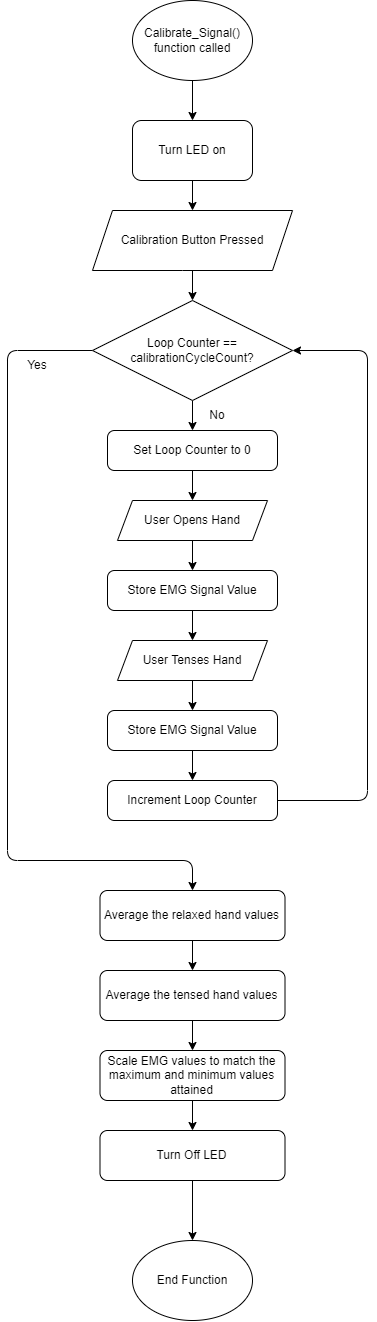 Calibrate_Signal()
function called
Turn LED on
Calibration Button Pressed
Loop Counter ==
calibrationCycleCount?
Yes
No
Set Loop Counter to 0
User Opens Hand
Store EMG Signal Value
User Tenses Hand
Store EMG Signal Value
Increment Loop Counter
Average the relaxed hand values
Average the tensed hand values
Scale EMG values to match the
maximum and minimum values
attained
Turn Off LED
End Function